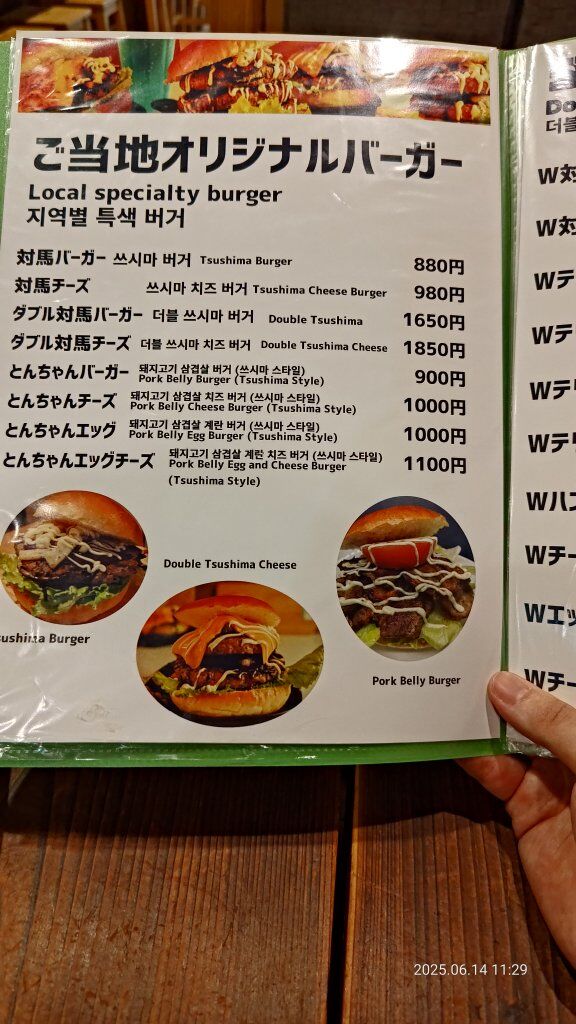 ご当地オリジナルバーガー
Local specialty burger
지역별 특색 버거
対馬バーガー 쓰시마 버거 Tsushima Burger 880円
対馬チーズ 쓰시마 치즈 버거 Tsushima Cheese Burger 980円
ダブル対馬バーガー 더블 쓰시마 버거 Double Tsushima 1650円
ダブル対馬チーズ 더블 쓰시마 치즈 버거 Double Tsushima Cheese 1850円
とんちゃんバーガー 돼지고기 삼겹살 버거 (쓰시마 스타일) 900円
Pork Belly Burger (Tsushima Style)
とんちゃんチーズ 돼지고기 삼겹살 치즈 버거 (쓰시마 스타일) 1000円
Pork Belly Cheese Burger (Tsushima Style)
とんちゃんエッグ 돼지고기 삼겹살 계란 버거 (쓰시마 스타일) 1000円
Pork Belly Egg Burger (Tsushima Style)
とんちゃんエッグチーズ 돼지고기 삼겹살 계란 치즈 버거 (쓰시마 스타일) 1100円
Pork Belly Egg and Cheese Burger
(Tsushima Style)
Double Tsushima Cheese
sushima Burger
Pork Belly Burger
Do
더블
W対
W対
Wテ
Wテ
Wテリ
Wテリ
Wハン
Wチー
Wエッ
Wチー
2025.06.14 11:29